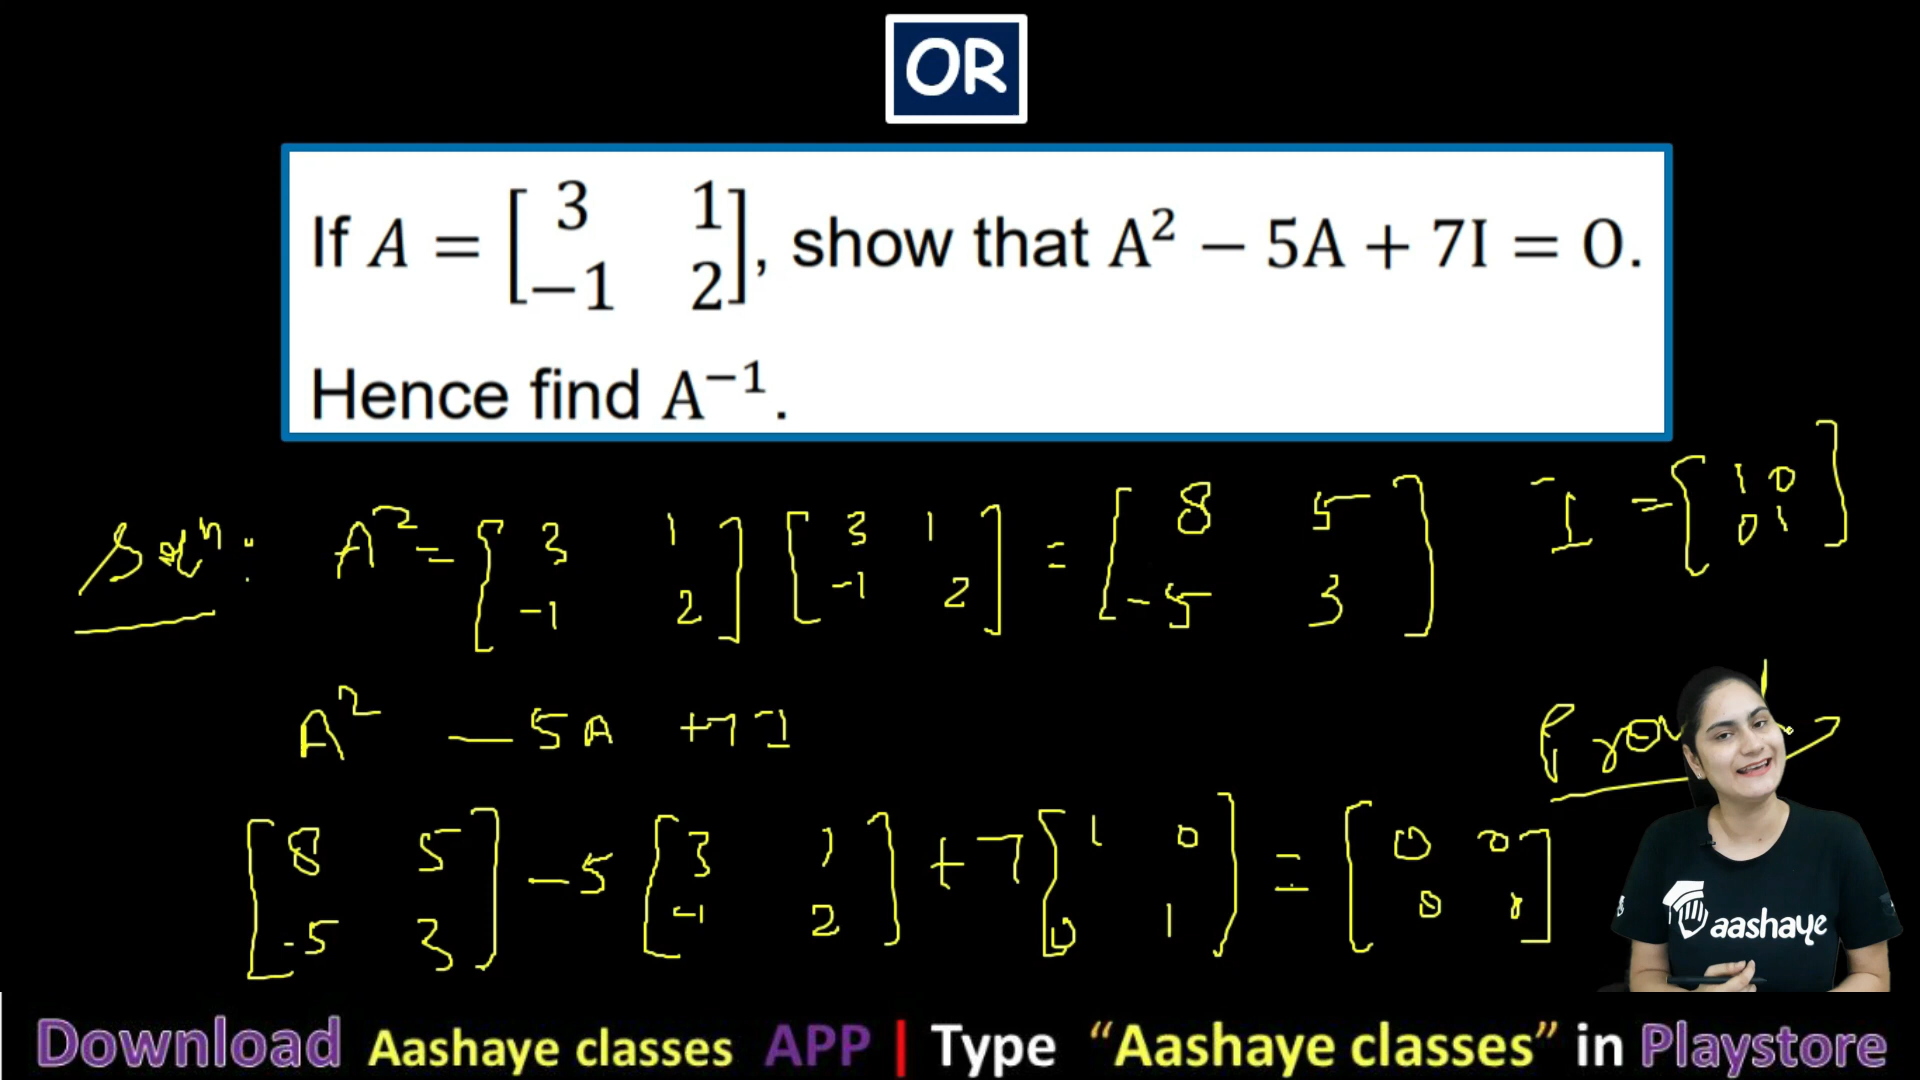 OR
If A = [3 1; −1 2], show that A² − 5A + 7I = O.
Hence find A⁻¹.
Solⁿ: A² = [3 1; -1 2] [3 1; -1 2] = [8 5; -5 3] I = [1 0; 0 1]
A² - 5A + 7I
[8 5; -5 3] - 5 [3 1; -1 2] + 7 [1 0; 0 1] = [0 0; 0 0]
aashaye
Download Aashaye classes APP | Type “Aashaye classes” in Playstore